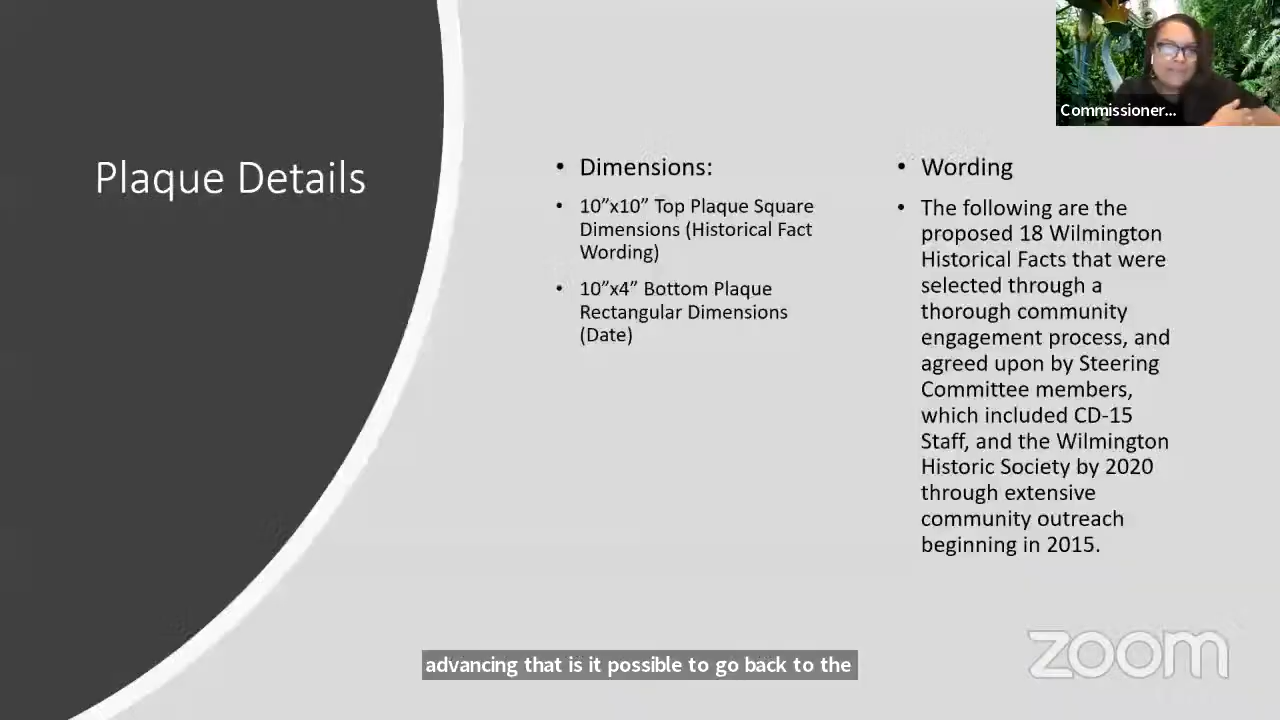 Plaque Details
• Dimensions:
• 10”x10” Top Plaque Square
Dimensions (Historical Fact
Wording)
• 10”x4” Bottom Plaque
Rectangular Dimensions
(Date)
• Wording
• The following are the
proposed 18 Wilmington
Historical Facts that were
selected through a
thorough community
engagement process, and
agreed upon by Steering
Committee members,
which included CD-15
Staff, and the Wilmington
Historic Society by 2020
through extensive
community outreach
beginning in 2015.
Commissioner...
advancing that is it possible to go back to the
zoom